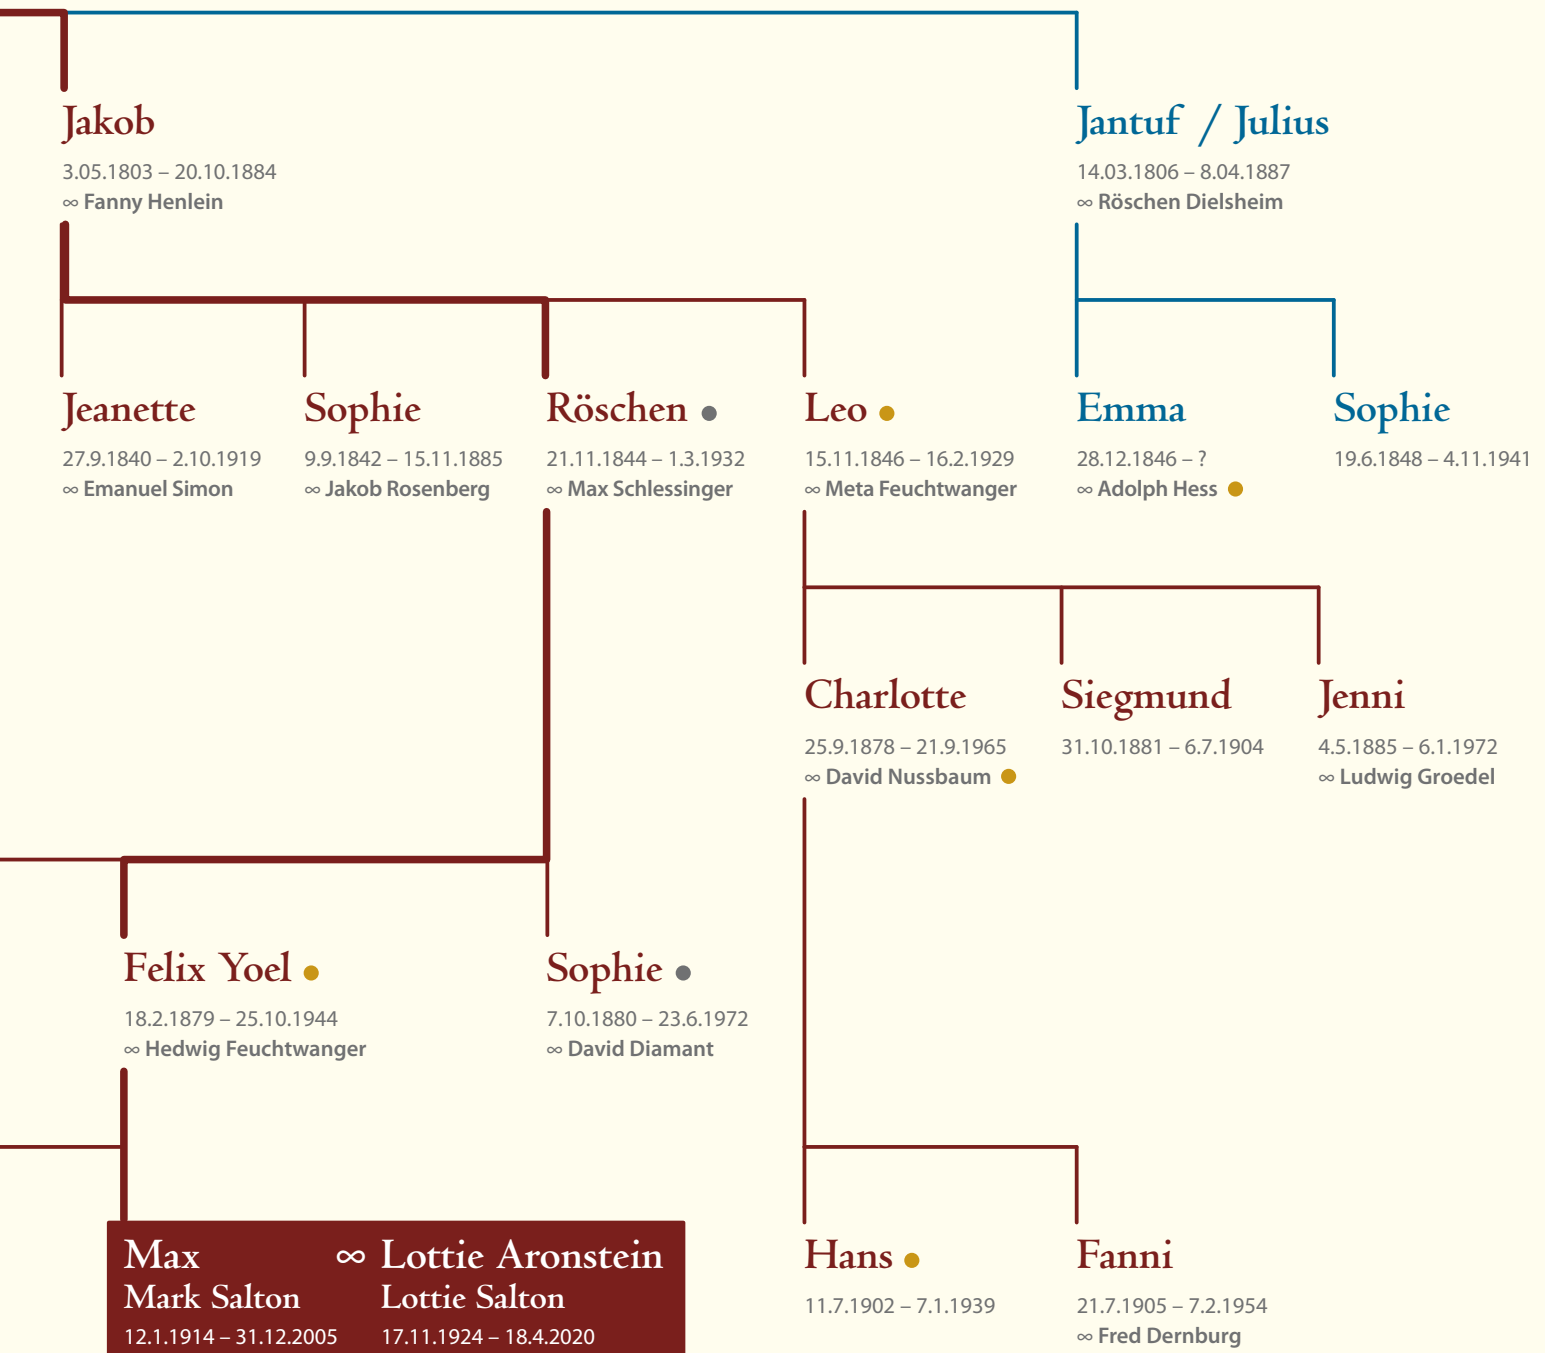 Jakob
3.05.1803 – 20.10.1884
∞ Fanny Henlein
Jantuf / Julius
14.03.1806 – 8.04.1887
∞ Röschen Dielsheim
Jeanette
27.9.1840 – 2.10.1919
∞ Emanuel Simon
Sophie
9.9.1842 – 15.11.1885
∞ Jakob Rosenberg
Röschen
21.11.1844 – 1.3.1932
∞ Max Schlessinger
Leo
15.11.1846 – 16.2.1929
∞ Meta Feuchtwanger
Emma
28.12.1846 – ?
∞ Adolph Hess
Sophie
19.6.1848 – 4.11.1941
Charlotte
25.9.1878 – 21.9.1965
∞ David Nussbaum
Siegmund
31.10.1881 – 6.7.1904
Jenni
4.5.1885 – 6.1.1972
∞ Ludwig Groedel
Felix Yoel
18.2.1879 – 25.10.1944
∞ Hedwig Feuchtwanger
Sophie
7.10.1880 – 23.6.1972
∞ David Diamant
Max ∞ Lottie Aronstein
Mark Salton Lottie Salton
12.1.1914 – 31.12.2005 17.11.1924 – 18.4.2020
Hans
11.7.1902 – 7.1.1939
Fanni
21.7.1905 – 7.2.1954
∞ Fred Dernburg